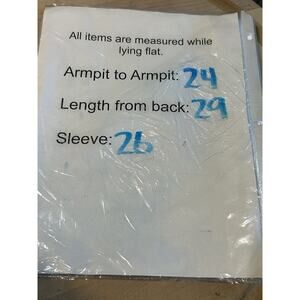 All items are measured while
lying flat.
Armpit to Armpit: 24
Length from back: 29
Sleeve: 26